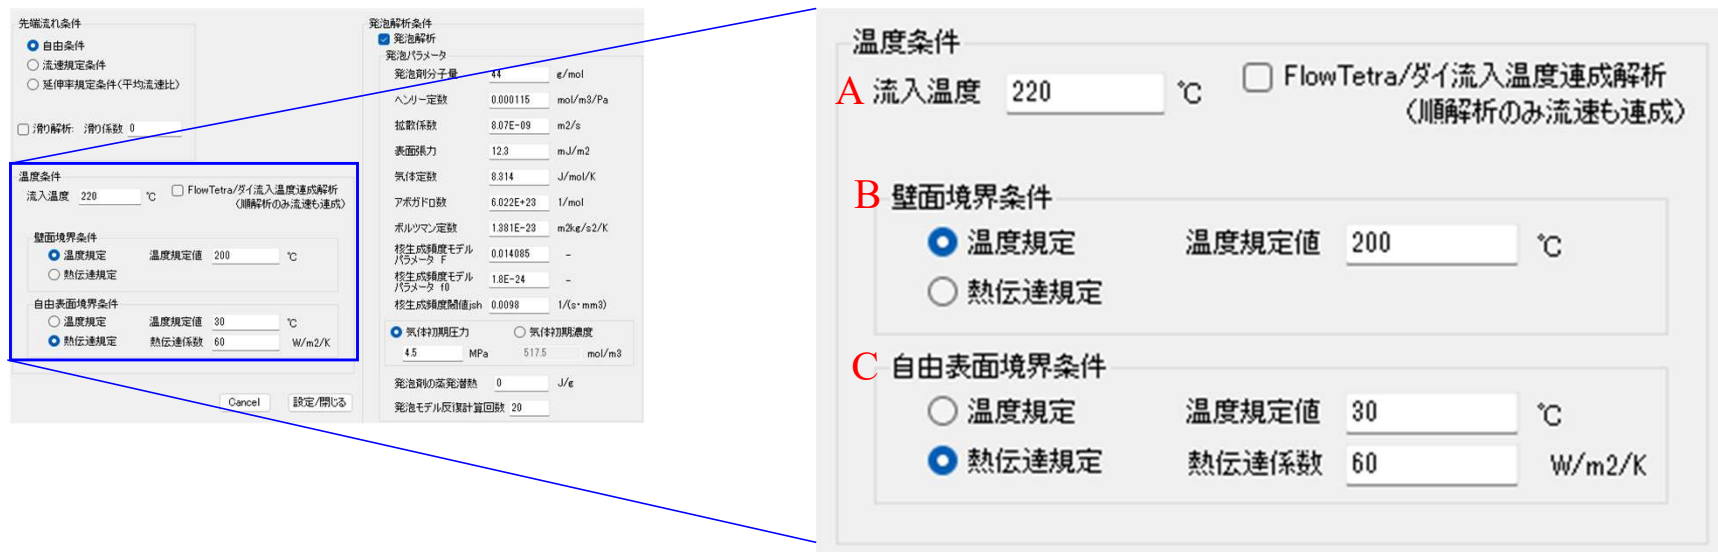 先端流れ条件
自由条件
流速規定条件
延伸率規定条件(平均流速比)
滑り解析: 滑り係数 0
温度条件
流入温度 220 ℃ FlowTetra/ダイ流入温度連成解析
(順解析のみ流速も連成)
壁面境界条件
温度規定 温度規定値 200 ℃
熱伝達規定
自由表面境界条件
温度規定 温度規定値 30 ℃
熱伝達規定 熱伝達係数 60 W/m2/K
Cancel 設定/閉じる
発泡解析条件
発泡解析
発泡パラメータ
発泡剤分子量 44 g/mol
ヘンリー定数 0.000115 mol/m3/Pa
拡散係数 8.07E-09 m2/s
表面張力 12.3 mJ/m2
気体定数 8.314 J/mol/K
アボガドロ数 6.022E+23 1/mol
ボルツマン定数 1.381E-23 m2kg/s2/K
核生成頻度モデル
パラメータ F 0.014085 -
核生成頻度モデル
パラメータ f0 1.8E-24 -
核生成頻度閾値jsh 0.0098 1/(s・mm3)
気体初期圧力 気体初期濃度
4.5 MPa 517.5 mol/m3
発泡剤の蒸発潜熱 0 J/g
発泡モデル反復計算回数 20
温度条件
A 流入温度 220 ℃ FlowTetra/ダイ流入温度連成解析
(順解析のみ流速も連成)
B 壁面境界条件
温度規定 温度規定値 200 ℃
熱伝達規定
C 自由表面境界条件
温度規定 温度規定値 30 ℃
熱伝達規定 熱伝達係数 60 W/m2/K